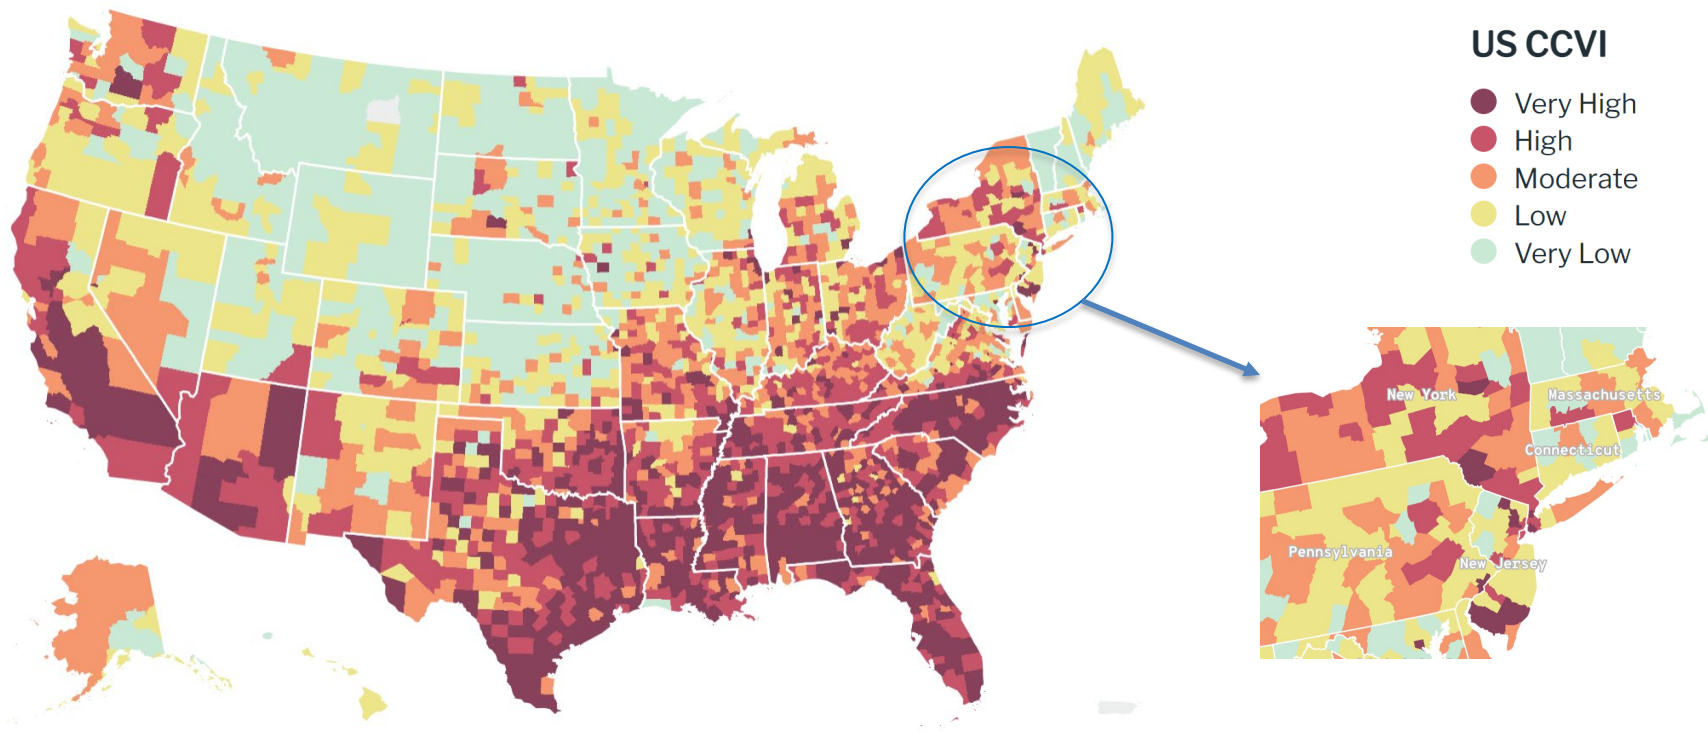 US CCVI
Very High
High
Moderate
Low
Very Low
New York
Massachusetts
Connecticut
Pennsylvania
New Jersey